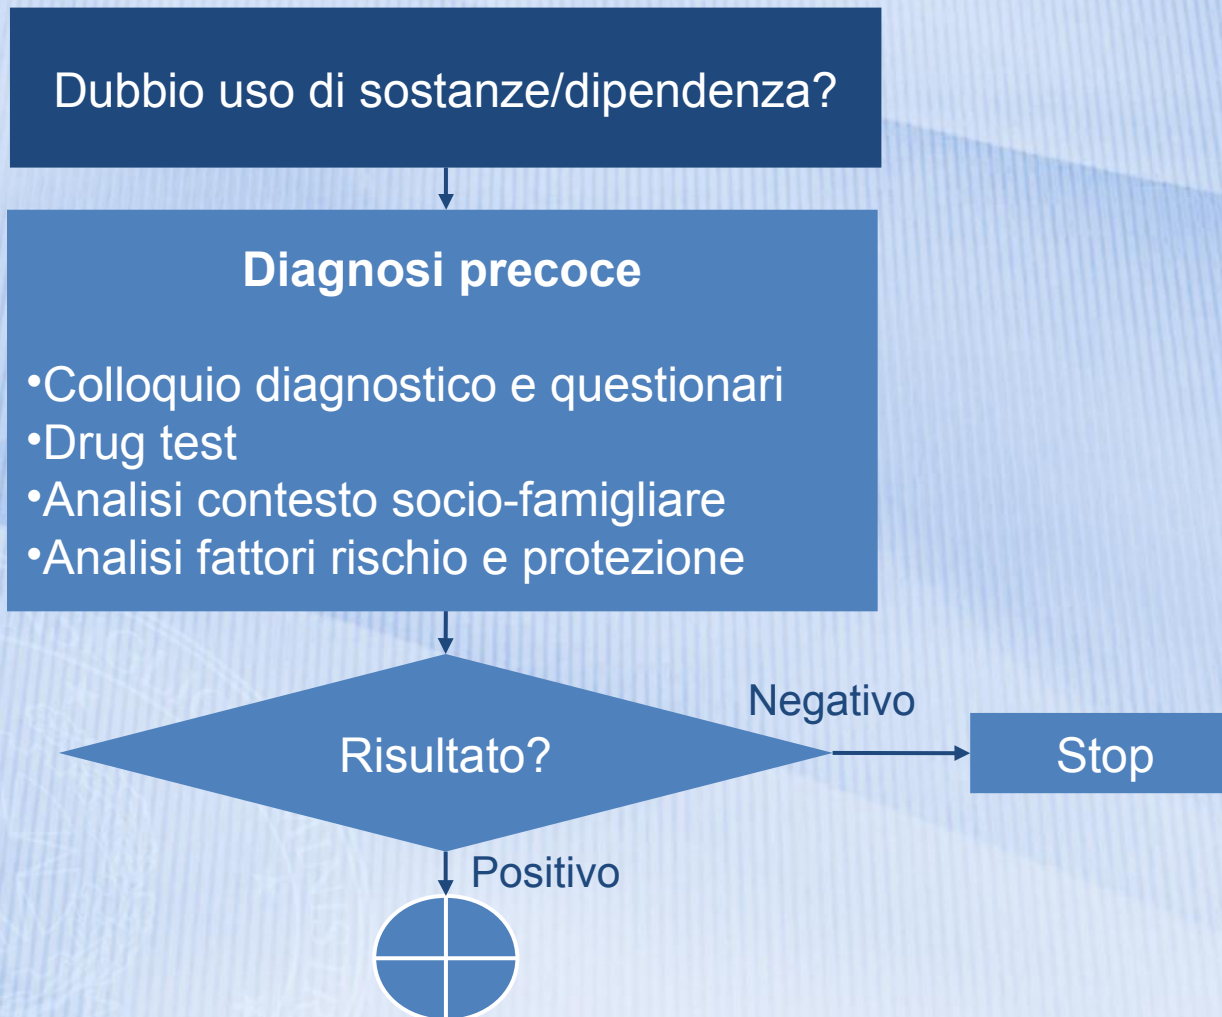 Dubbio uso di sostanze/dipendenza?
Diagnosi precoce
•Colloquio diagnostico e questionari
•Drug test
•Analisi contesto socio-famigliare
•Analisi fattori rischio e protezione
Negativo
Risultato?
Stop
Positivo